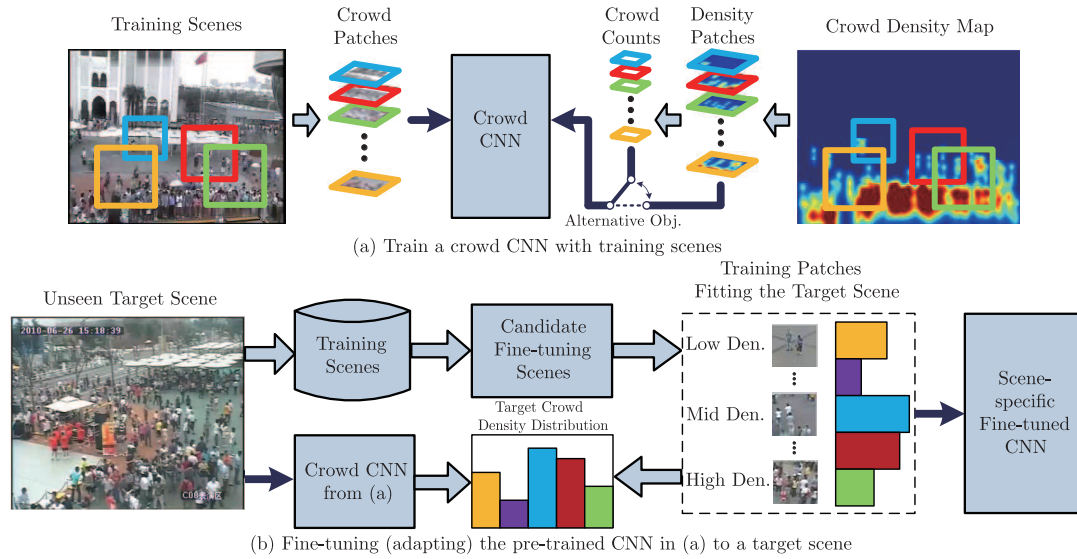 Training Scenes
Crowd
Patches
Crowd
CNN
Crowd
Counts
Density
Patches
Crowd Density Map
Alternative Obj.
(a) Train a crowd CNN with training scenes
Unseen Target Scene
2010-06-26 15:18:39
Training
Scenes
Candidate
Fine-tuning
Scenes
Training Patches
Fitting the Target Scene
Low Den.
Mid Den.
High Den.
Scene-
specific
Fine-tuned
CNN
Crowd CNN
from (a)
Target Crowd
Density Distribution
(b) Fine-tuning (adapting) the pre-trained CNN in (a) to a target scene